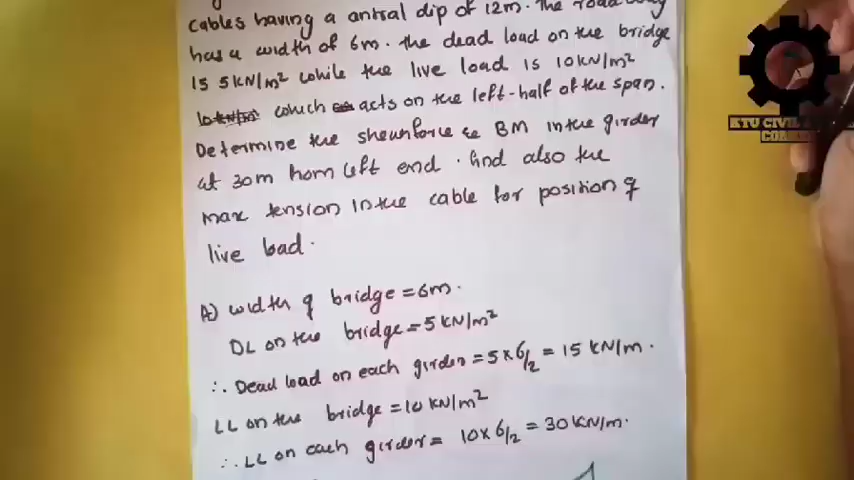 cables having a central dip of 12m. The road way
has a width of 6m. the dead load on the bridge
is 5kN/m² while the live load is 10kN/m²
which acts on the left-half of the span.
Determine the shearforce & BM in the girder
at 30m from left end. find also the
max tension in the cable for position of
live load.
A) width of bridge = 6m.
DL on the bridge = 5 kN/m²
∴ Dead load on each girder = 5 x 6/2 = 15 kN/m.
LL on the bridge = 10 kN/m²
∴ LL on each girder = 10 x 6/2 = 30 kN/m.
KTU CIVIL
CORNER